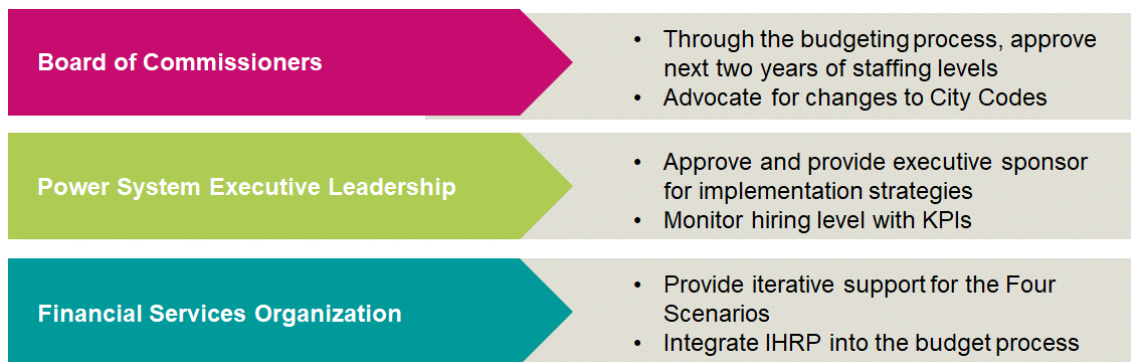 Board of Commissioners
• Through the budgeting process, approve
next two years of staffing levels
• Advocate for changes to City Codes
Power System Executive Leadership
• Approve and provide executive sponsor
for implementation strategies
• Monitor hiring level with KPIs
Financial Services Organization
• Provide iterative support for the Four
Scenarios
• Integrate IHRP into the budget process